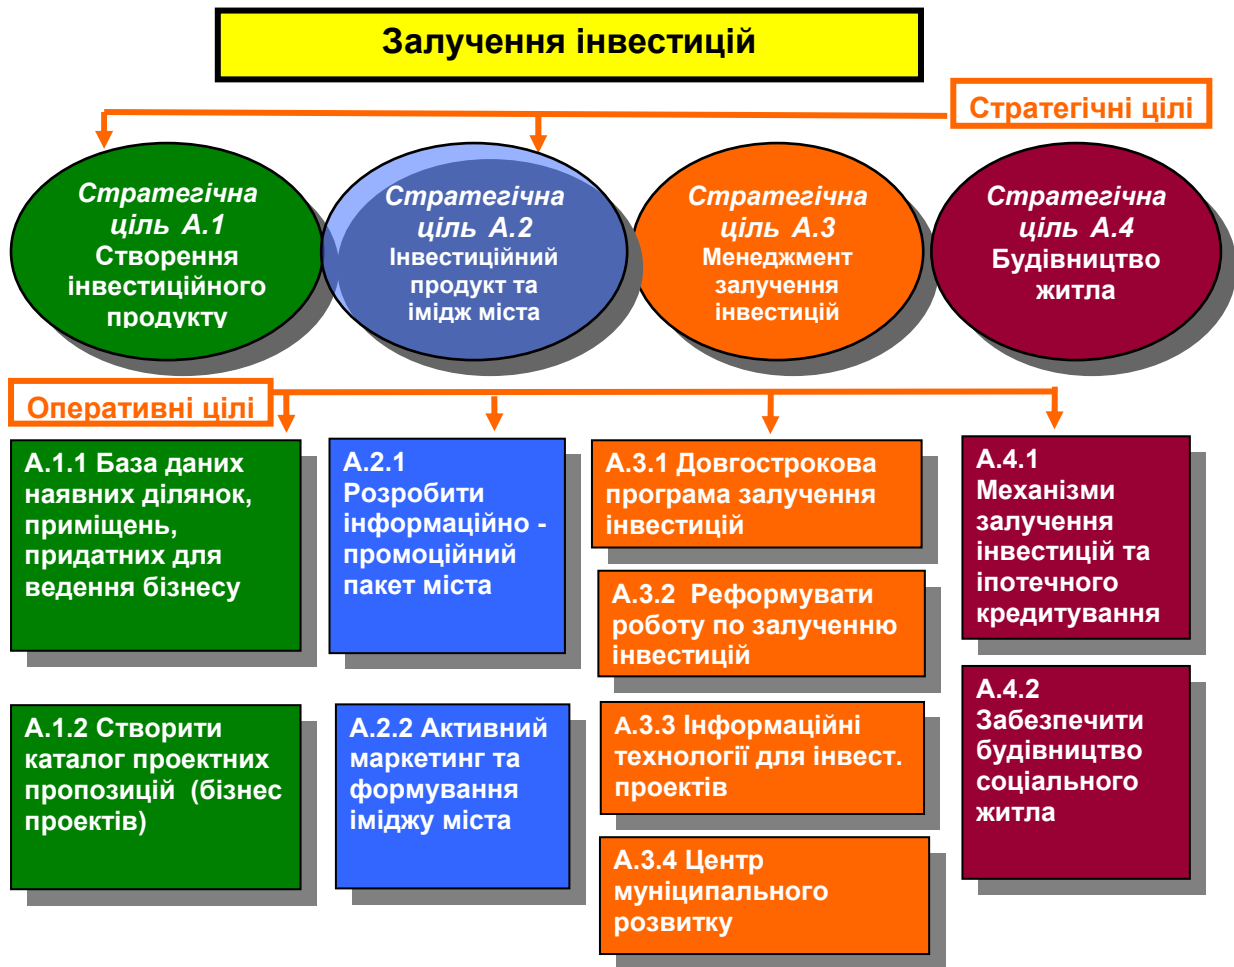 Залучення інвестицій
Стратегічні цілі
Стратегічна
ціль А.1
Створення
інвестиційного
продукту
Стратегічна
ціль А.2
Інвестиційний
продукт та
імідж міста
Стратегічна
ціль А.3
Менеджмент
залучення
інвестицій
Стратегічна
ціль А.4
Будівництво
житла
Оперативні цілі
А.1.1 База даних
наявних ділянок,
приміщень,
придатних для
ведення бізнесу
А.1.2 Створити
каталог проектних
пропозицій (бізнес
проектів)
А.2.1
Розробити
інформаційно -
промоційний
пакет міста
А.2.2 Активний
маркетинг та
формування
іміджу міста
А.3.1 Довгострокова
програма залучення
інвестицій
А.3.2 Реформувати
роботу по залученню
інвестицій
А.3.3 Інформаційні
технології для інвест.
проектів
А.3.4 Центр
муніципального
розвитку
А.4.1
Механізми
залучення
інвестицій та
іпотечного
кредитування
А.4.2
Забезпечити
будівництво
соціального
житла